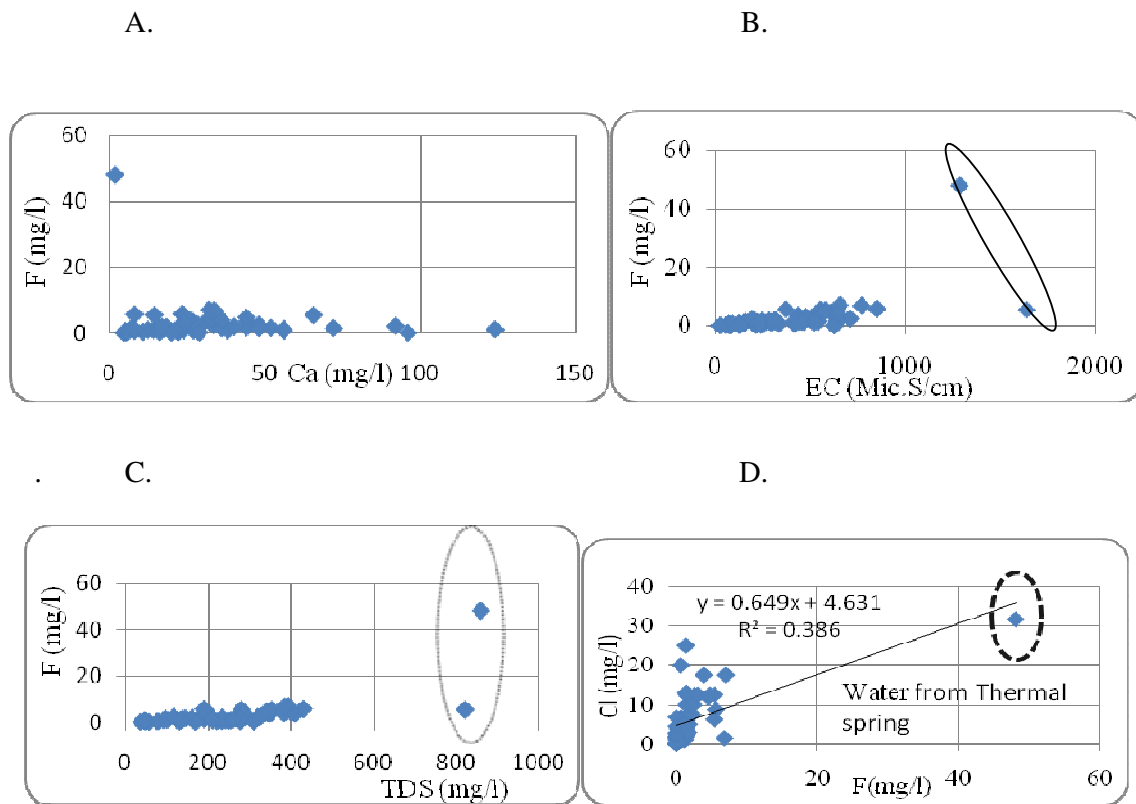 A.
B.
60
40
20
0
F (mg/l)
0
50
100
150
Ca (mg/l)
60
40
20
0
F (mg/l)
0
1000
2000
EC (Mic.S/cm)
.
C.
D.
60
40
20
0
F (mg/l)
0
200
400
600
800
1000
TDS (mg/l)
40
30
20
10
0
Cl (mg/l)
y = 0.649x + 4.631
R² = 0.386
Water from Thermal
spring
0
20
40
60
F(mg/l)